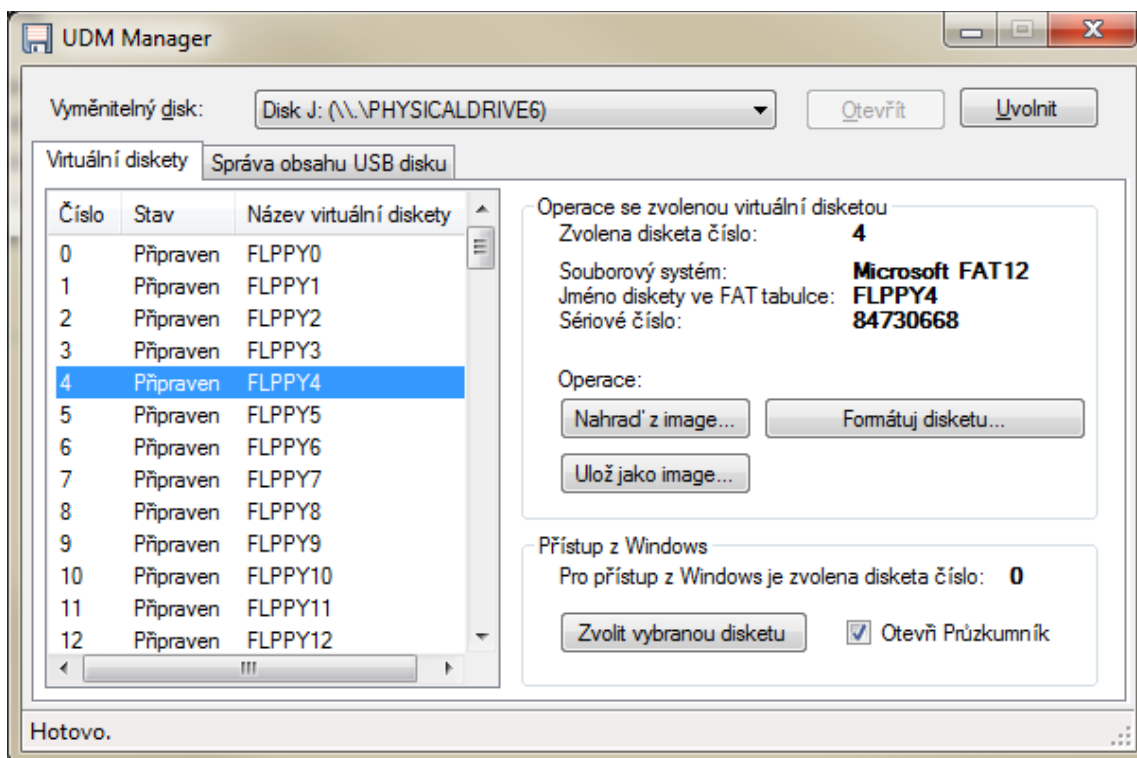 UDM Manager
Vyměnitelný disk: Disk J: (\\.\PHYSICALDRIVE6) Otevřít Uvolnit
Virtuální diskety Správa obsahu USB disku
Číslo Stav Název virtuální diskety
0 Připraven FLPPY0
1 Připraven FLPPY1
2 Připraven FLPPY2
3 Připraven FLPPY3
4 Připraven FLPPY4
5 Připraven FLPPY5
6 Připraven FLPPY6
7 Připraven FLPPY7
8 Připraven FLPPY8
9 Připraven FLPPY9
10 Připraven FLPPY10
11 Připraven FLPPY11
12 Připraven FLPPY12
Operace se zvolenou virtuální disketou
Zvolena disketa číslo: 4
Souborový systém: Microsoft FAT12
Jméno diskety ve FAT tabulce: FLPPY4
Sériové číslo: 84730668
Operace:
Nahraď z image... Formátuj disketu...
Ulož jako image...
Přístup z Windows
Pro přístup z Windows je zvolena disketa číslo: 0
Zvolit vybranou disketu Otevři Průzkumník
Hotovo.